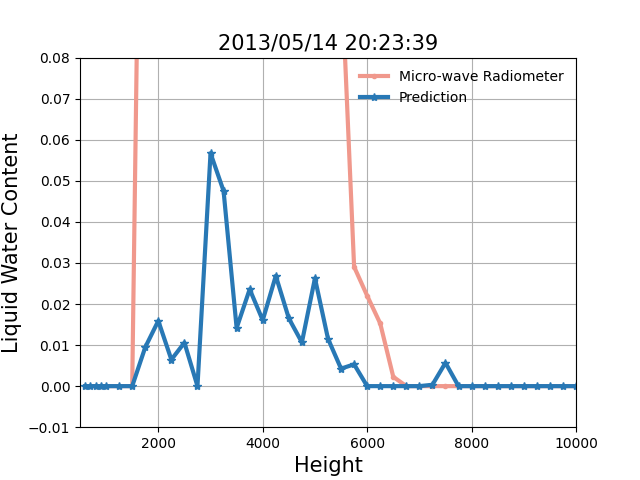 2013/05/14 20:23:39
Micro-wave Radiometer
Prediction
0.08
0.07
0.06
0.05
0.04
0.03
0.02
0.01
0.00
−0.01
Liquid Water Content
2000 4000 6000 8000 10000
Height